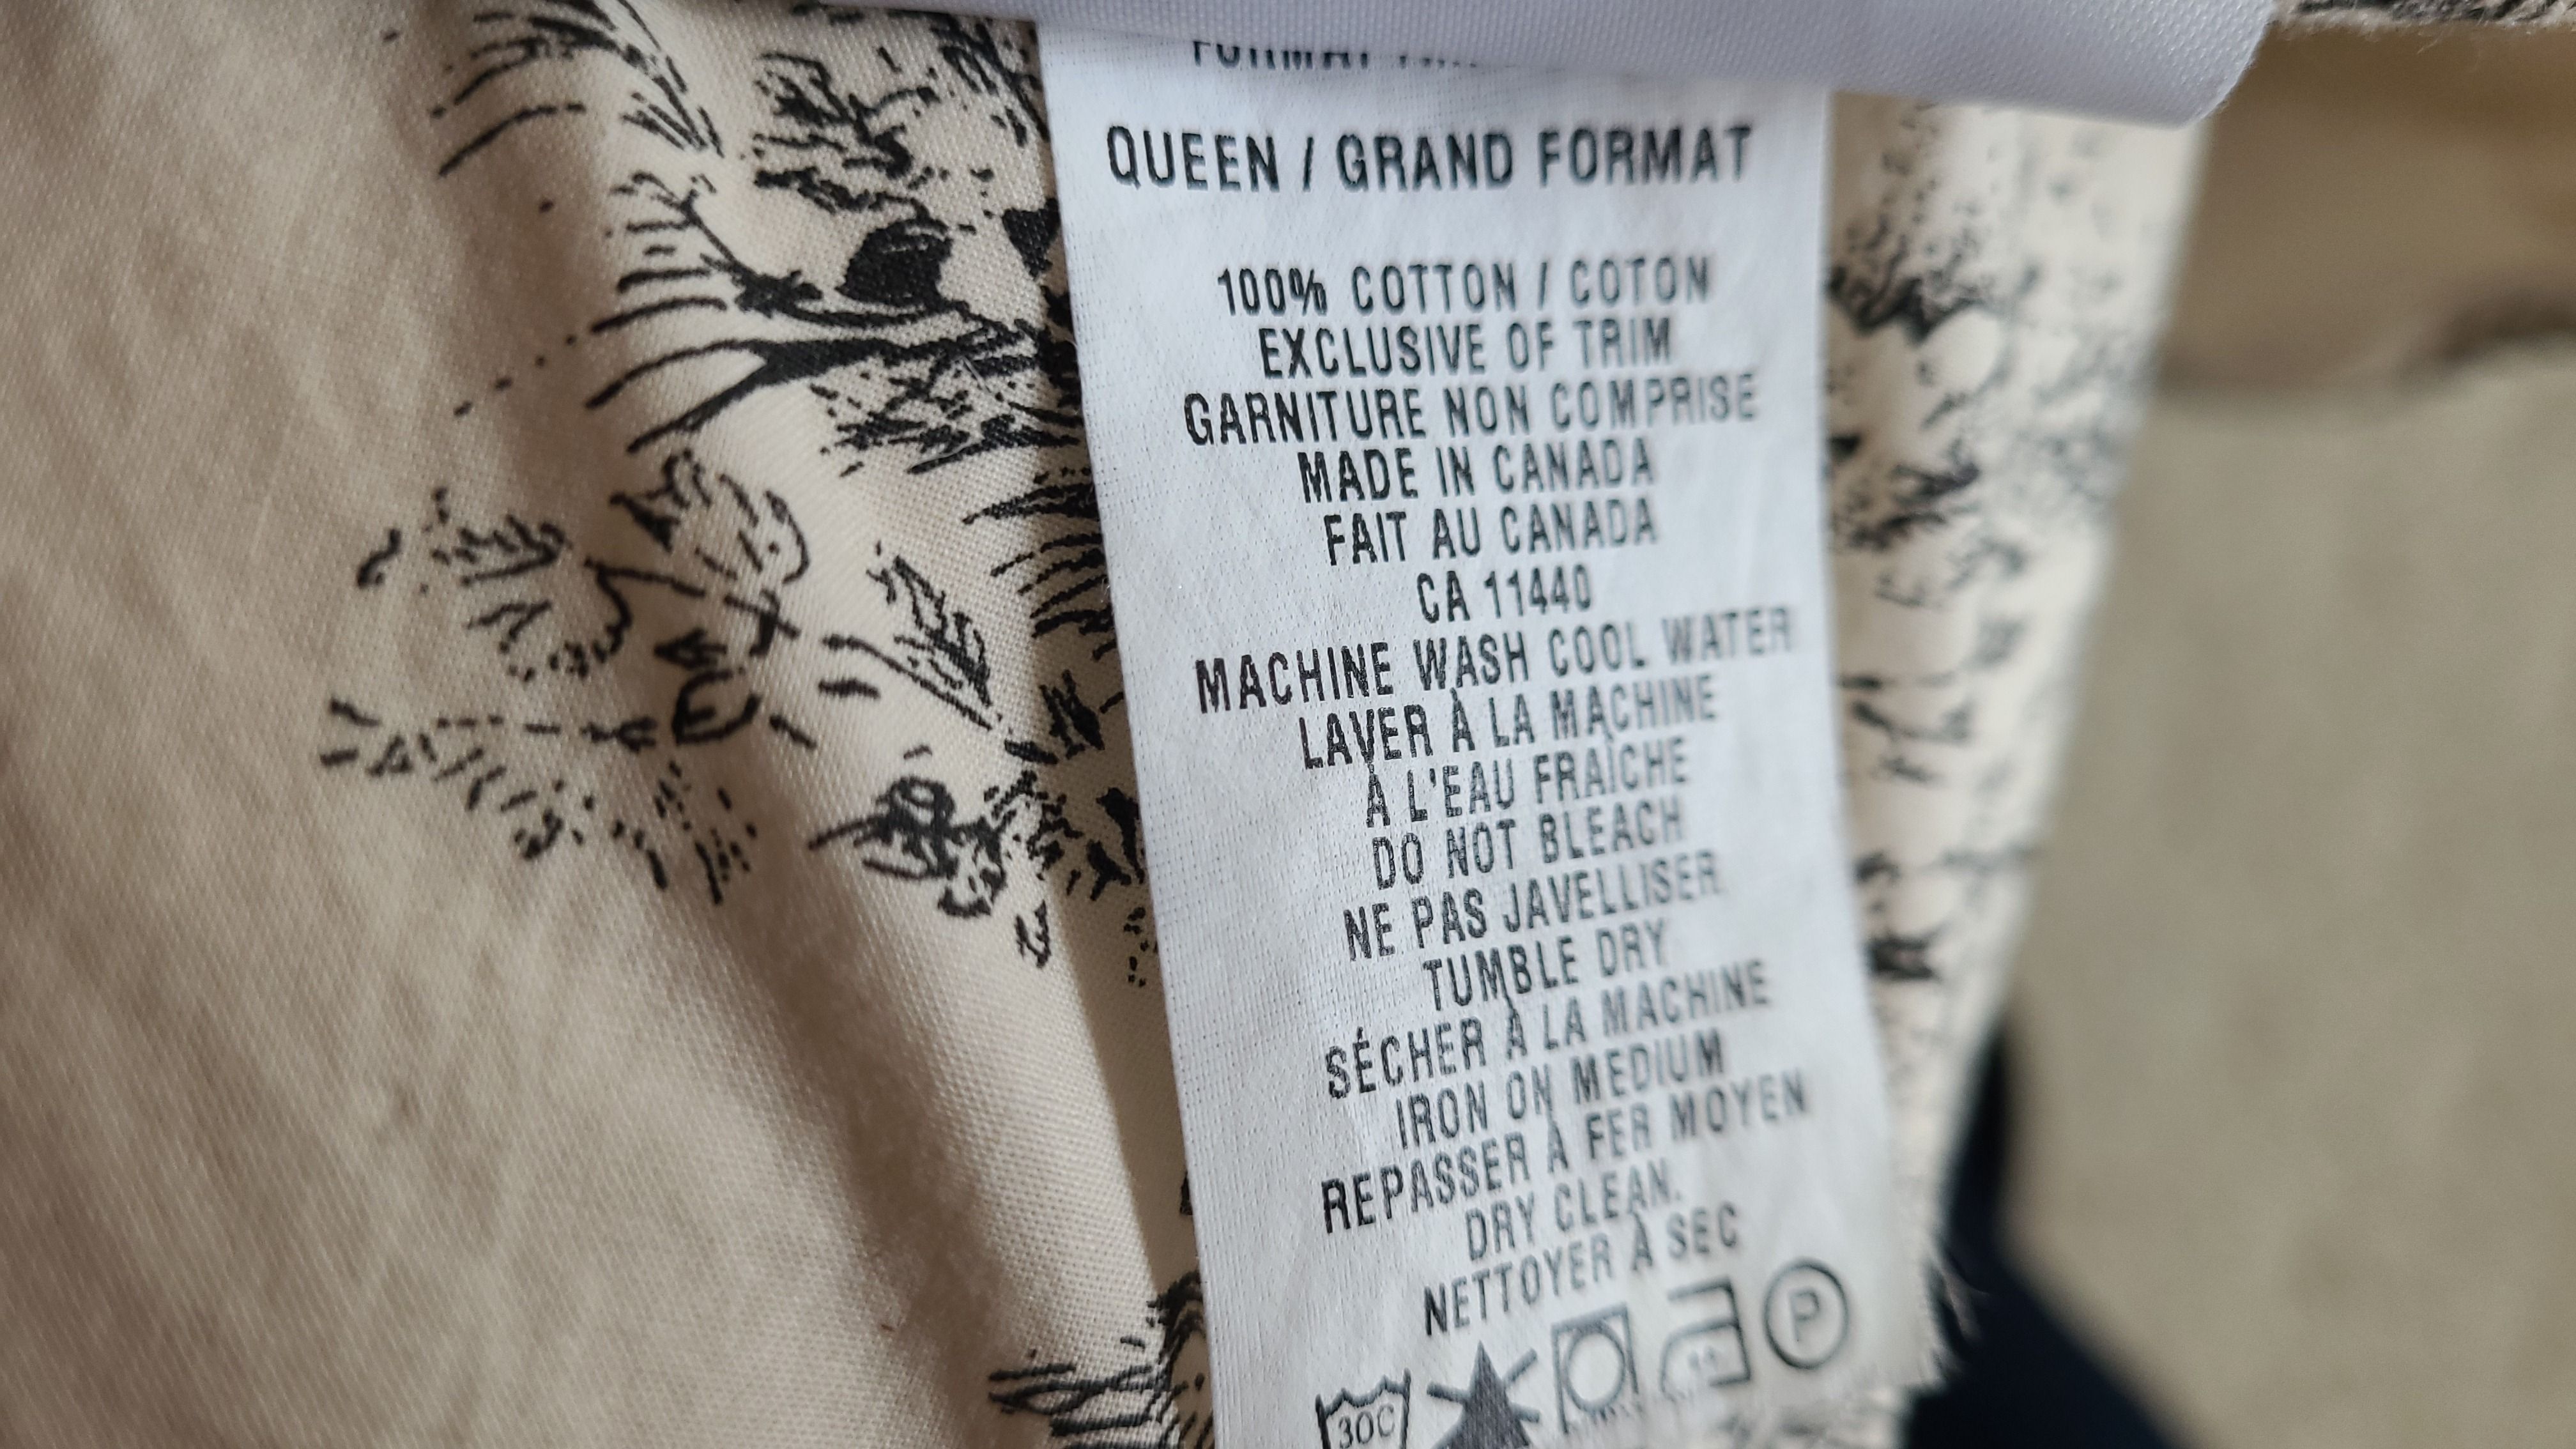 QUEEN / GRAND FORMAT
100% COTTON / COTON
EXCLUSIVE OF TRIM
GARNITURE NON COMPRISE
MADE IN CANADA
FAIT AU CANADA
CA 11440
MACHINE WASH COOL WATER
LAVER À LA MACHINE
À L'EAU FRAÎCHE
DO NOT BLEACH
NE PAS JAVELLISER
TUMBLE DRY
SÉCHER À LA MACHINE
IRON ON MEDIUM
REPASSER À FER MOYEN
DRY CLEAN.
NETTOYER À SEC
30C P